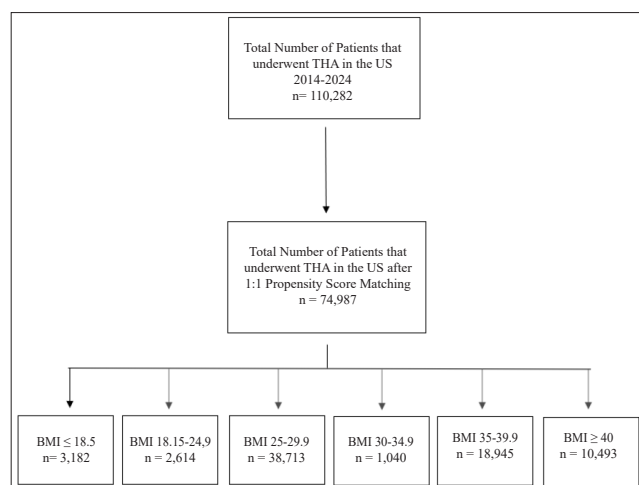 Total Number of Patients that
underwent THA in the US
2014-2024
n= 110,282
Total Number of Patients that
underwent THA in the US after
1:1 Propensity Score Matching
n = 74,987
BMI ≤ 18.5
n= 3,182
BMI 18.15-24,9
n = 2,614
BMI 25-29.9
n = 38,713
BMI 30-34.9
n = 1,040
BMI 35-39.9
n = 18,945
BMI ≥ 40
n = 10,493